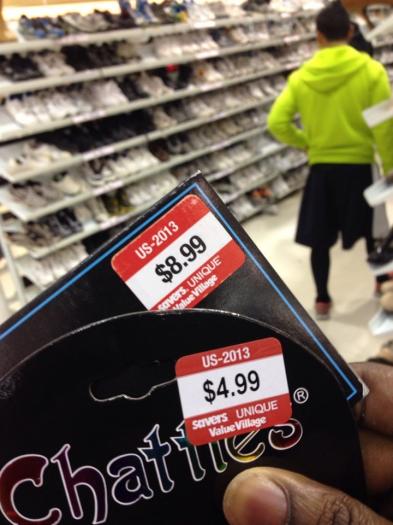 US-2013
$8.99
savers UNIQUE
Value Village
US-2013
$4.99
savers UNIQUE
Value Village
Chatties®